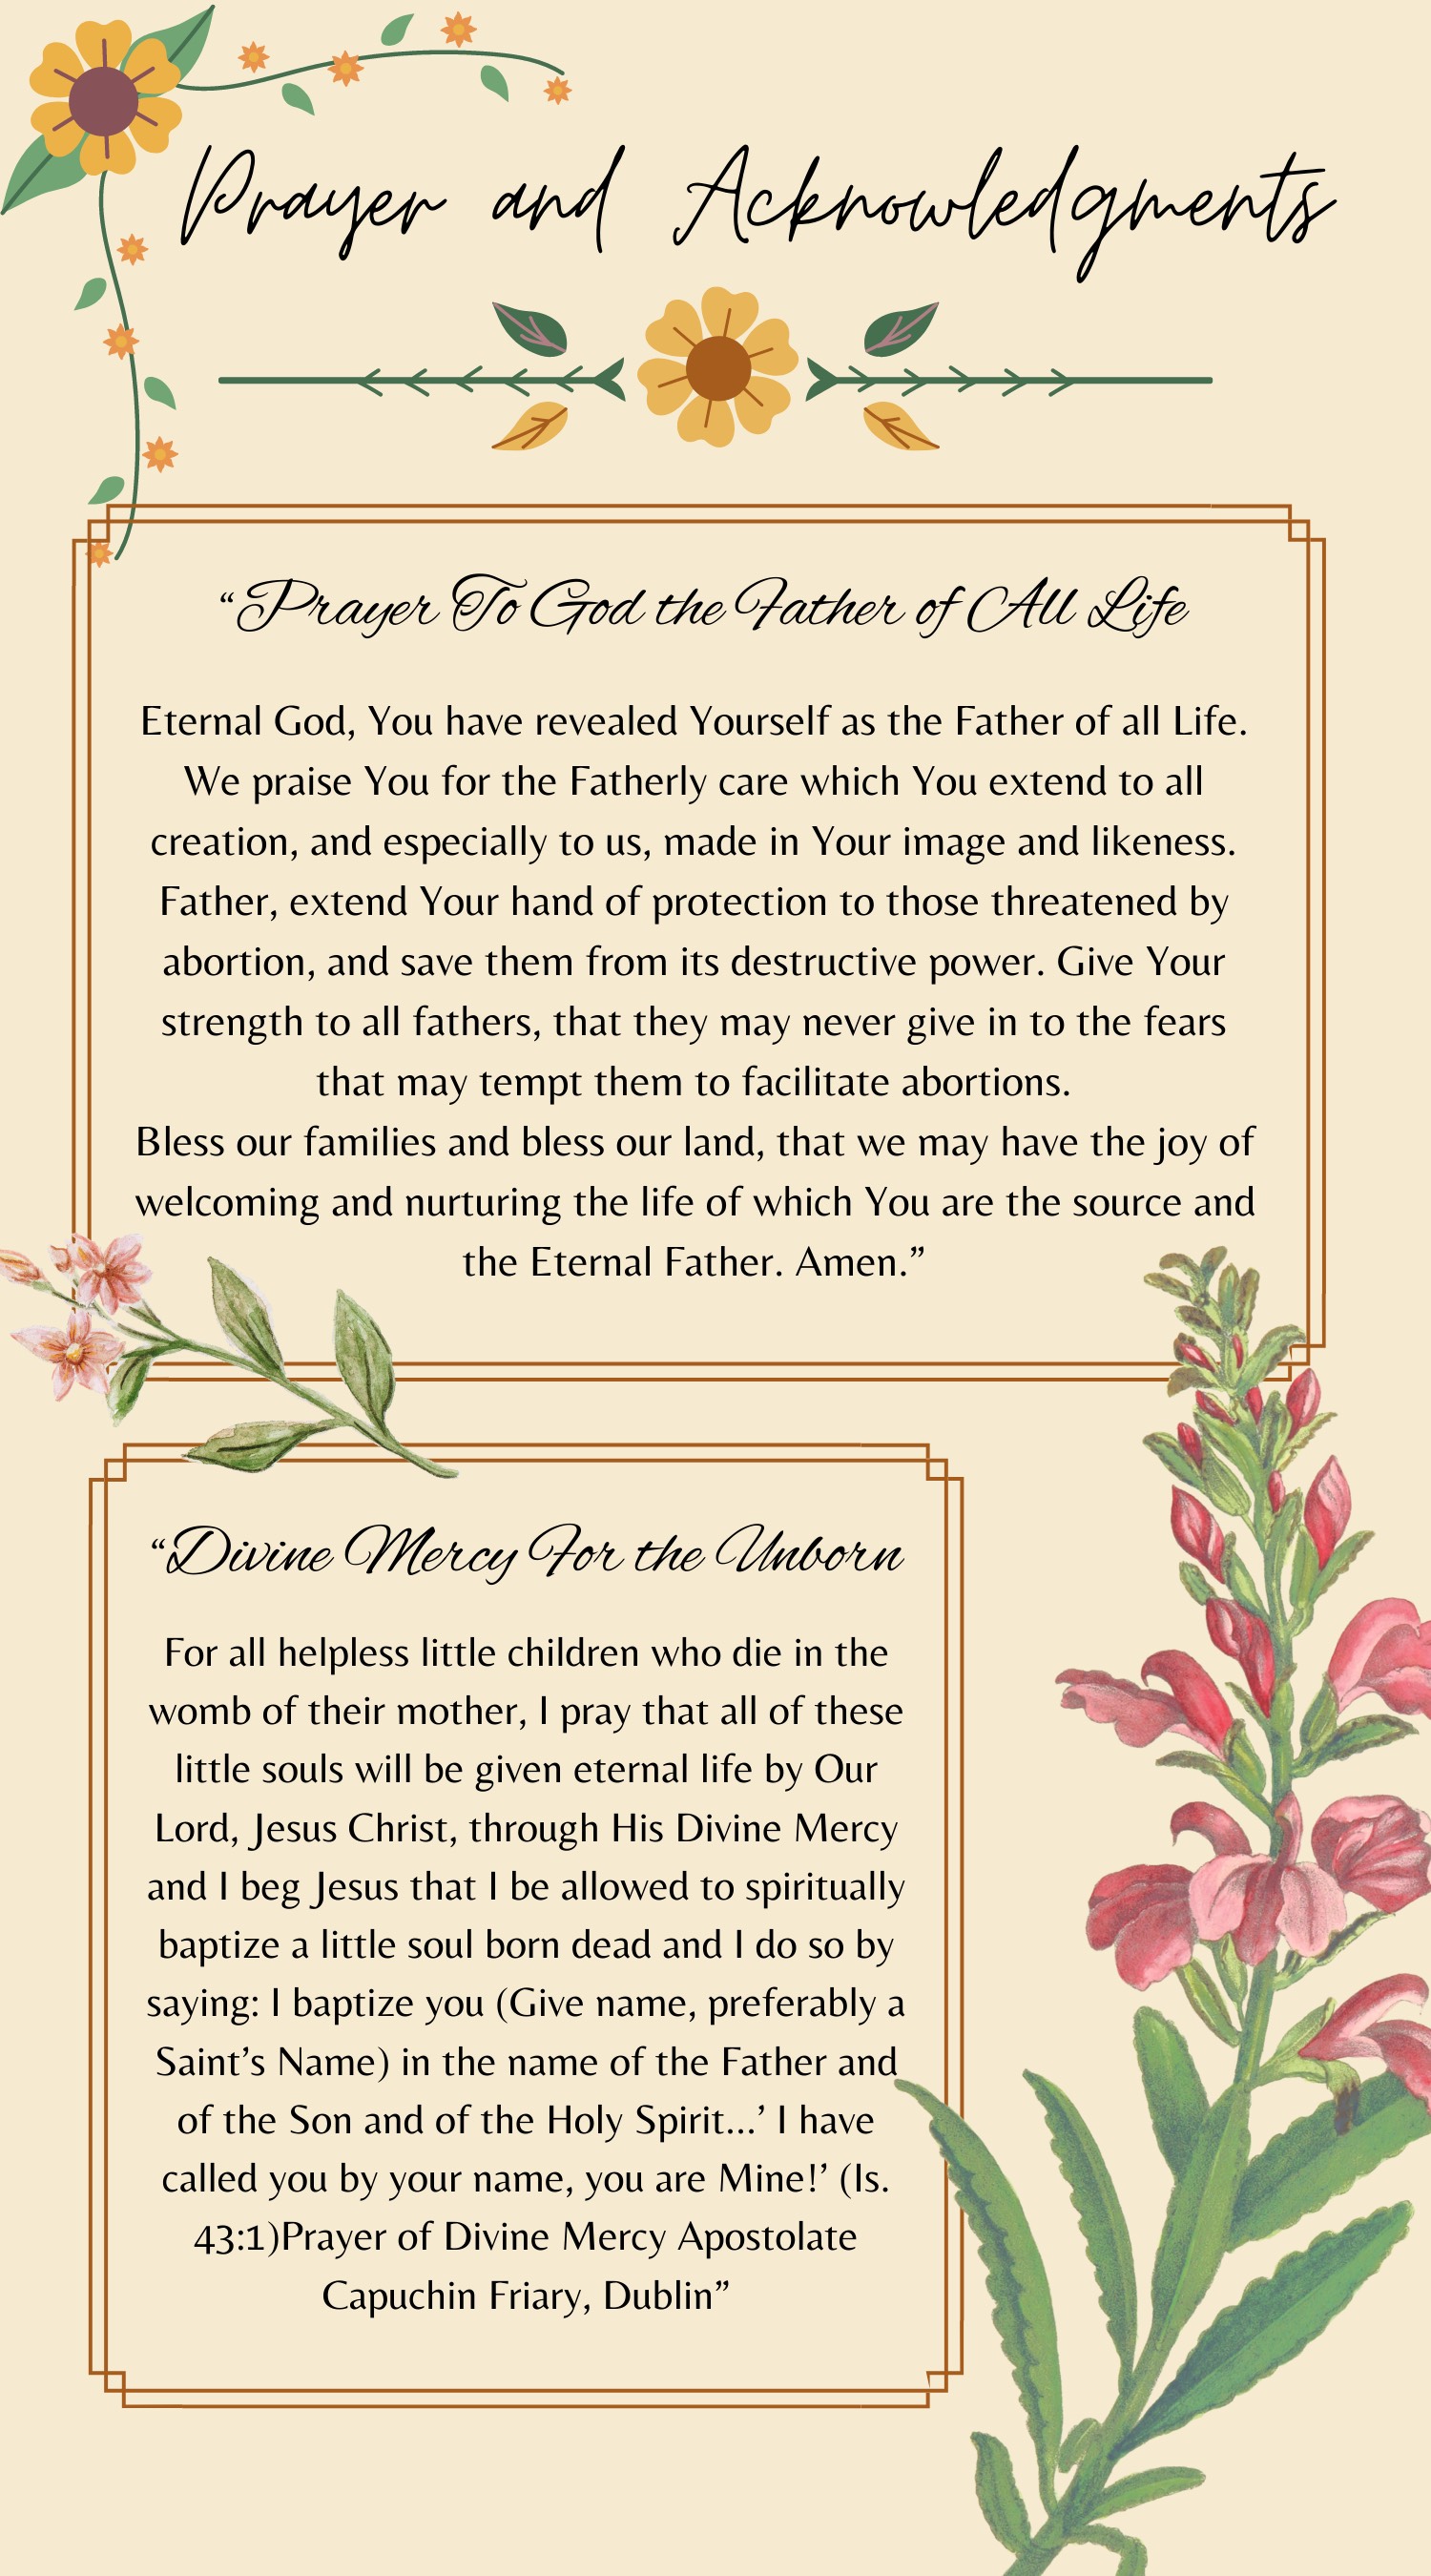 Prayer and Acknowledgments
“Prayer To God the Father of All Life
Eternal God, You have revealed Yourself as the Father of all Life.
We praise You for the Fatherly care which You extend to all
creation, and especially to us, made in Your image and likeness.
Father, extend Your hand of protection to those threatened by
abortion, and save them from its destructive power. Give Your
strength to all fathers, that they may never give in to the fears
that may tempt them to facilitate abortions.
Bless our families and bless our land, that we may have the joy of
welcoming and nurturing the life of which You are the source and
the Eternal Father. Amen.”
“Divine Mercy For the Unborn
For all helpless little children who die in the
womb of their mother, I pray that all of these
little souls will be given eternal life by Our
Lord, Jesus Christ, through His Divine Mercy
and I beg Jesus that I be allowed to spiritually
baptize a little soul born dead and I do so by
saying: I baptize you (Give name, preferably a
Saint’s Name) in the name of the Father and
of the Son and of the Holy Spirit...’ I have
called you by your name, you are Mine!’ (Is.
43:1)Prayer of Divine Mercy Apostolate
Capuchin Friary, Dublin”